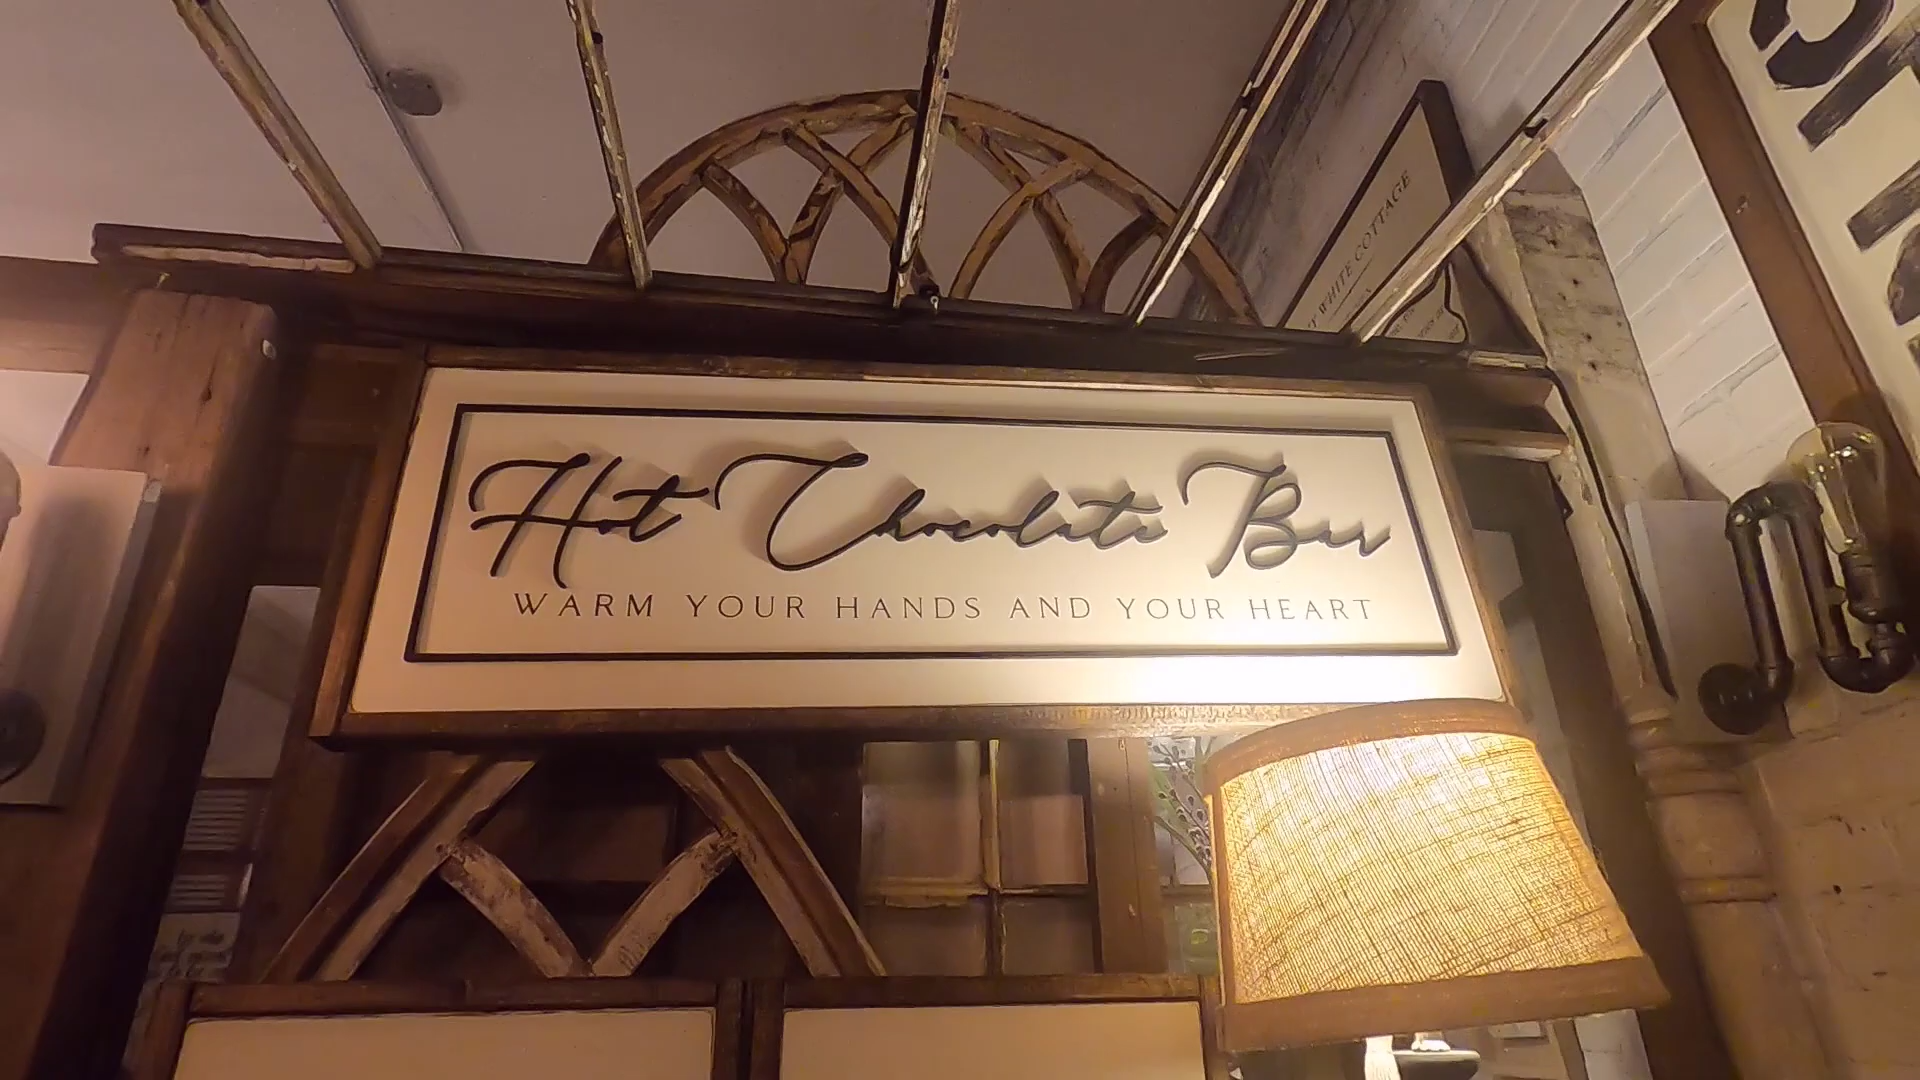 Hot Chocolate Bar
WARM YOUR HANDS AND YOUR HEART
WHITE COTTAGE